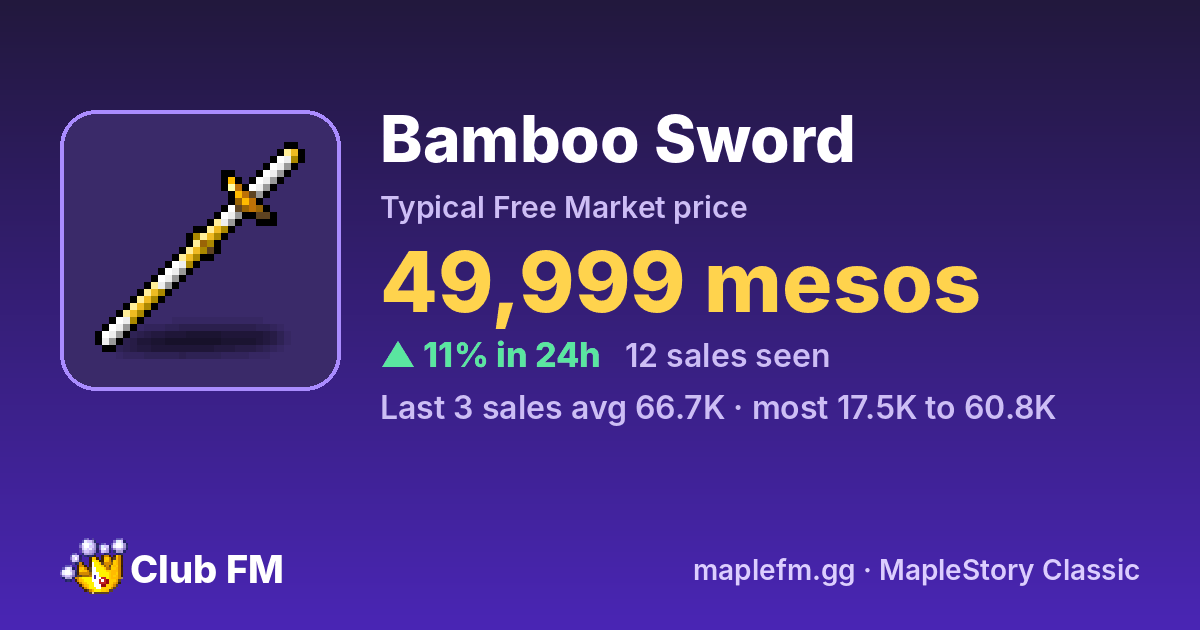 Bamboo Sword
Typical Free Market price
49,999 mesos
▲ 11% in 24h 12 sales seen
Last 3 sales avg 66.7K · most 17.5K to 60.8K
Club FM
maplefm.gg · MapleStory Classic